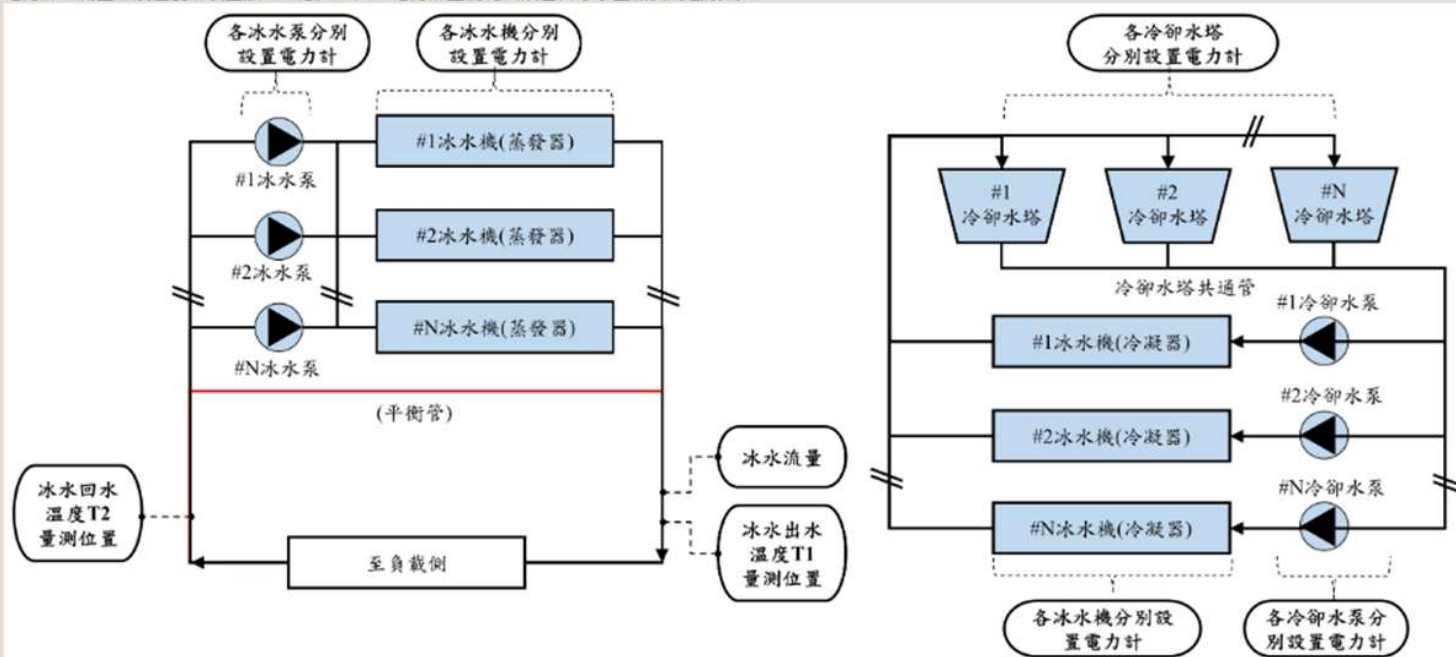 各冰水泵分別
設置電力計
各冰水機分別
設置電力計
#1冰水機(蒸發器)
#1冰水泵
#2冰水機(蒸發器)
#2冰水泵
#N冰水機(蒸發器)
#N冰水泵
(平衡管)
冰水流量
冰水回水
溫度T2
量測位置
冰水出水
溫度T1
量測位置
至負載側
各冷卻水塔
分別設置電力計
#1
冷卻水塔
#2
冷卻水塔
#N
冷卻水塔
冷卻水塔共通管
#1冷卻水泵
#1冰水機(冷凝器)
#2冷卻水泵
#2冰水機(冷凝器)
#N冷卻水泵
#N冰水機(冷凝器)
各冰水機分別設
置電力計
各冷卻水泵分
別設置電力計